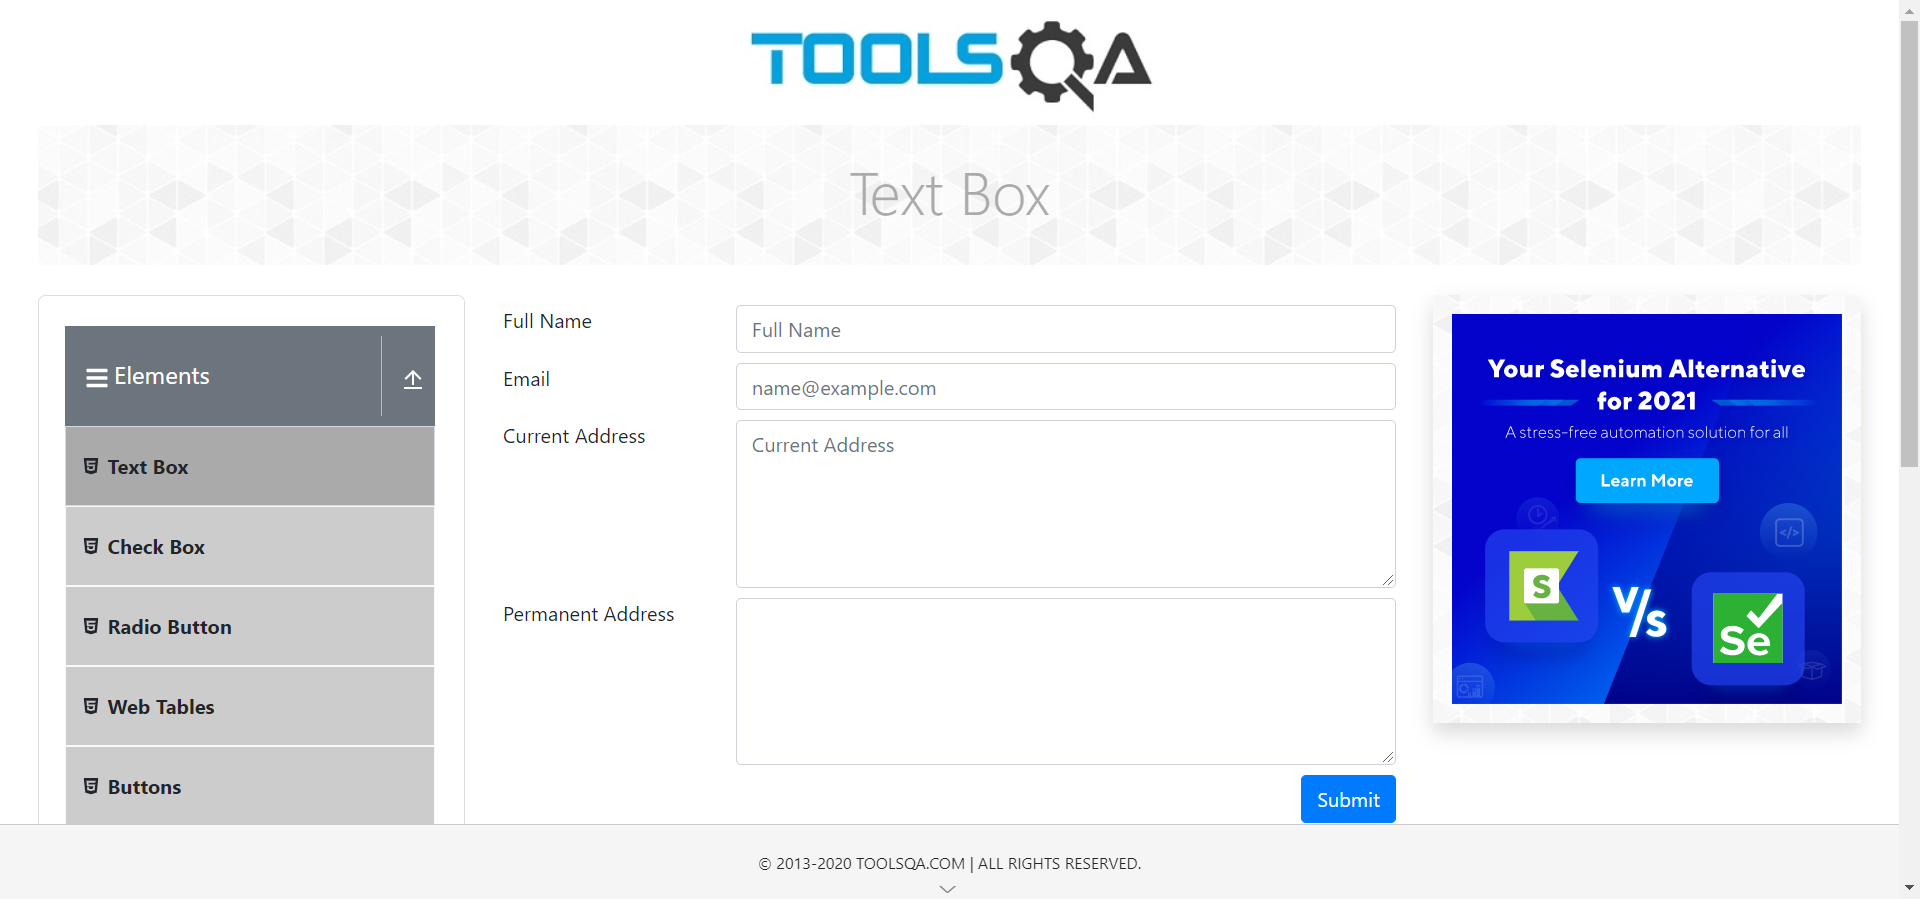 TOOLSQA
Text Box
Elements
Text Box
Check Box
Radio Button
Web Tables
Buttons
Full Name
Full Name
Email
name@example.com
Current Address
Current Address
Permanent Address
Submit
Your Selenium Alternative
for 2021
A stress-free automation solution for all
Learn More
</>
S
V/s
Se
© 2013-2020 TOOLSQA.COM | ALL RIGHTS RESERVED.